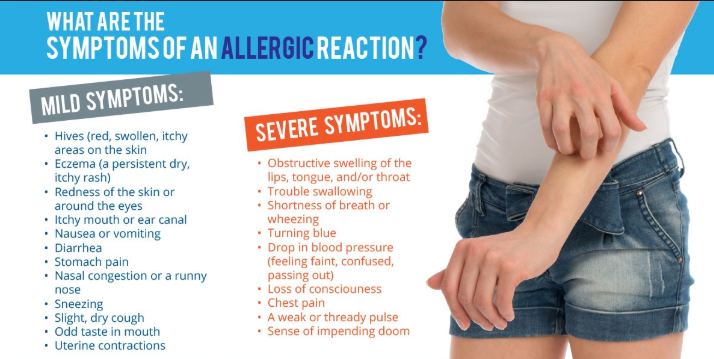 WHAT ARE THE
SYMPTOMS OF AN ALLERGIC REACTION?
MILD SYMPTOMS:
• Hives (red, swollen, itchy
areas on the skin
• Eczema (a persistent dry,
itchy rash)
• Redness of the skin or
around the eyes
• Itchy mouth or ear canal
• Nausea or vomiting
• Diarrhea
• Stomach pain
• Nasal congestion or a runny
nose
• Sneezing
• Slight, dry cough
• Odd taste in mouth
• Uterine contractions
SEVERE SYMPTOMS:
• Obstructive swelling of the
lips, tongue, and/or throat
• Trouble swallowing
• Shortness of breath or
wheezing
• Turning blue
• Drop in blood pressure
(feeling faint, confused,
passing out)
• Loss of consciouness
• Chest pain
• A weak or thready pulse
• Sense of impending doom